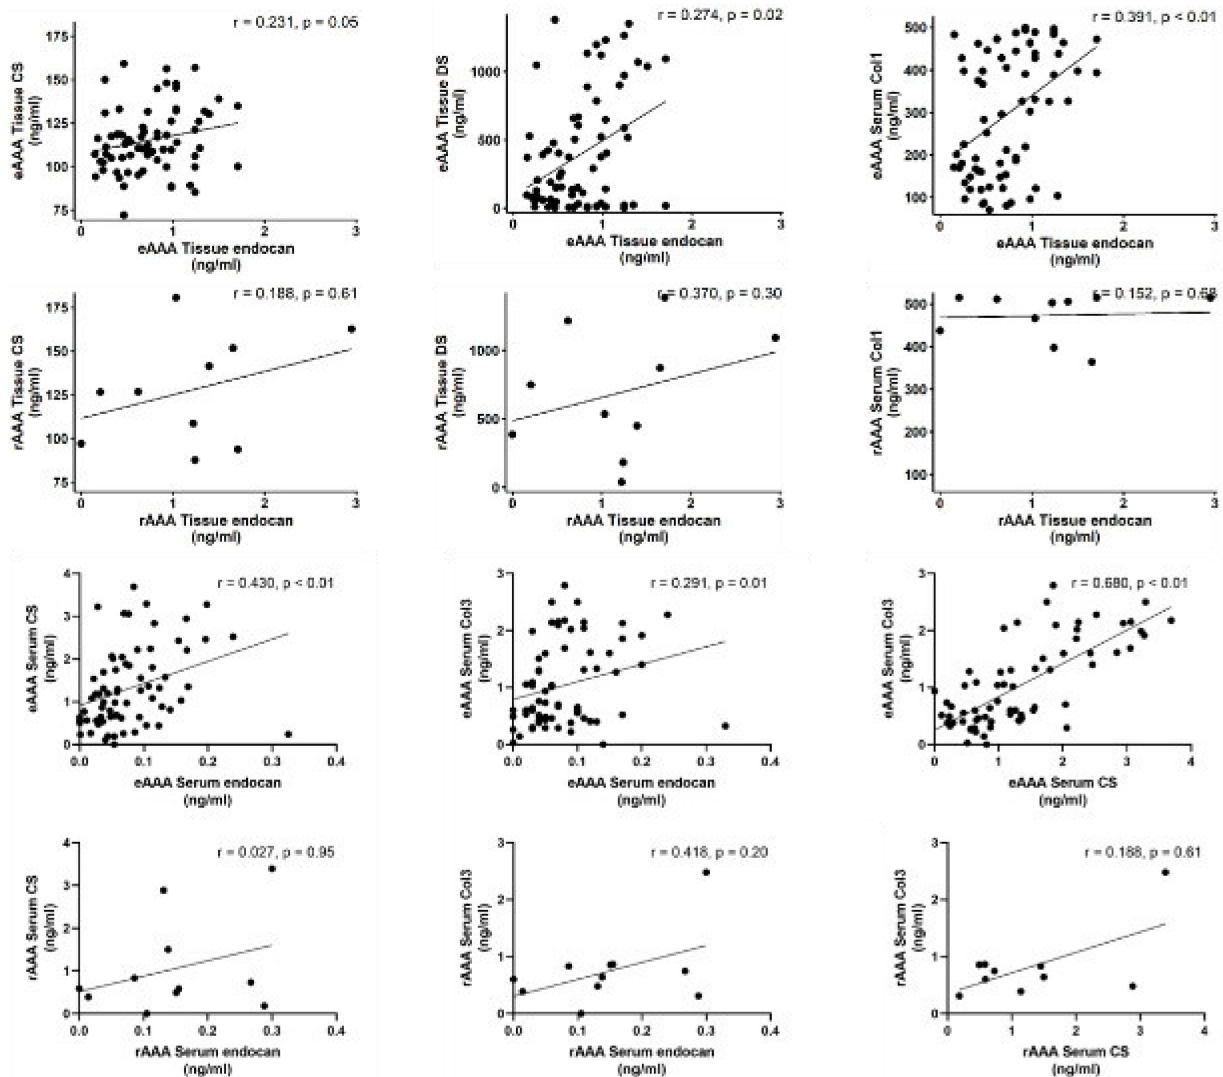 r = 0.231, p = 0.05
eAAA Tissue CS
(ng/ml)
175
150
125
100
75
0
1
2
3
eAAA Tissue endocan
(ng/ml)
r = 0.274, p = 0.02
eAAA Tissue DS
(ng/ml)
1000
500
0
0
1
2
3
eAAA Tissue endocan
(ng/ml)
r = 0.391, p < 0.01
eAAA Serum Col1
(ng/ml)
500
400
300
200
100
0
1
2
3
eAAA Tissue endocan
(ng/ml)
r = 0.188, p = 0.61
rAAA Tissue CS
(ng/ml)
175
150
125
100
75
0
1
2
3
rAAA Tissue endocan
(ng/ml)
r = 0.370, p = 0.30
rAAA Tissue DS
(ng/ml)
1000
500
0
0
1
2
3
rAAA Tissue endocan
(ng/ml)
r = 0.152, p = 0.68
rAAA Serum Col1
(ng/ml)
500
400
300
200
100
0
1
2
3
rAAA Tissue endocan
(ng/ml)
r = 0.430, p < 0.01
eAAA Serum CS
(ng/ml)
4
3
2
1
0
0.0
0.1
0.2
0.3
0.4
eAAA Serum endocan
(ng/ml)
r = 0.291, p = 0.01
eAAA Serum Col3
(ng/ml)
3
2
1
0
0.0
0.1
0.2
0.3
0.4
eAAA Serum endocan
(ng/ml)
r = 0.680, p < 0.01
eAAA Serum Col3
(ng/ml)
3
2
1
0
0
1
2
3
4
eAAA Serum CS
(ng/ml)
r = 0.027, p = 0.95
rAAA Serum CS
(ng/ml)
4
3
2
1
0
0.0
0.1
0.2
0.3
0.4
rAAA Serum endocan
(ng/ml)
r = 0.418, p = 0.20
rAAA Serum Col3
(ng/ml)
3
2
1
0
0.0
0.1
0.2
0.3
0.4
rAAA Serum endocan
(ng/ml)
r = 0.188, p = 0.61
rAAA Serum Col3
(ng/ml)
3
2
1
0
0
1
2
3
4
rAAA Serum CS
(ng/ml)